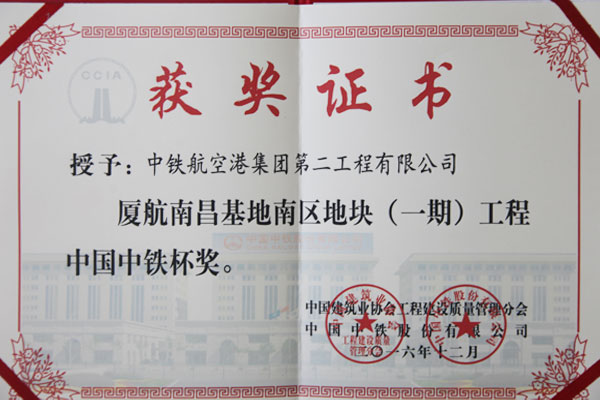 CCIA
获奖证书
授予：中铁航空港集团第二工程有限公司
厦航南昌基地南区地块（一期）工程
中国中铁杯奖。
中国建筑业协会工程建设质量管理分会
中国中铁股份有限公司
二〇一六年十二月